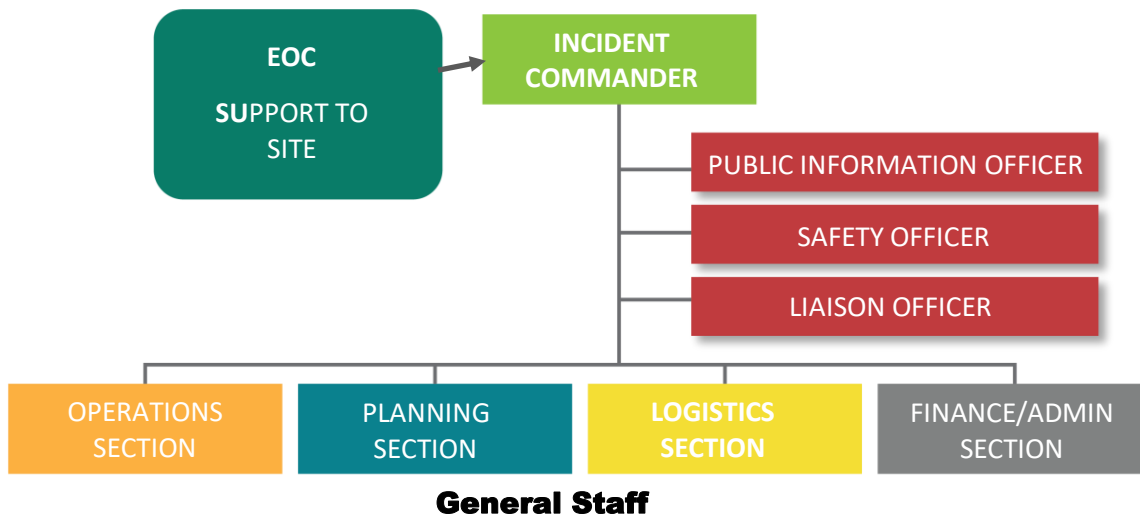 EOC
SUPPORT TO
SITE
INCIDENT
COMMANDER
PUBLIC INFORMATION OFFICER
SAFETY OFFICER
LIAISON OFFICER
OPERATIONS
SECTION
PLANNING
SECTION
LOGISTICS
SECTION
FINANCE/ADMIN
SECTION
General Staff